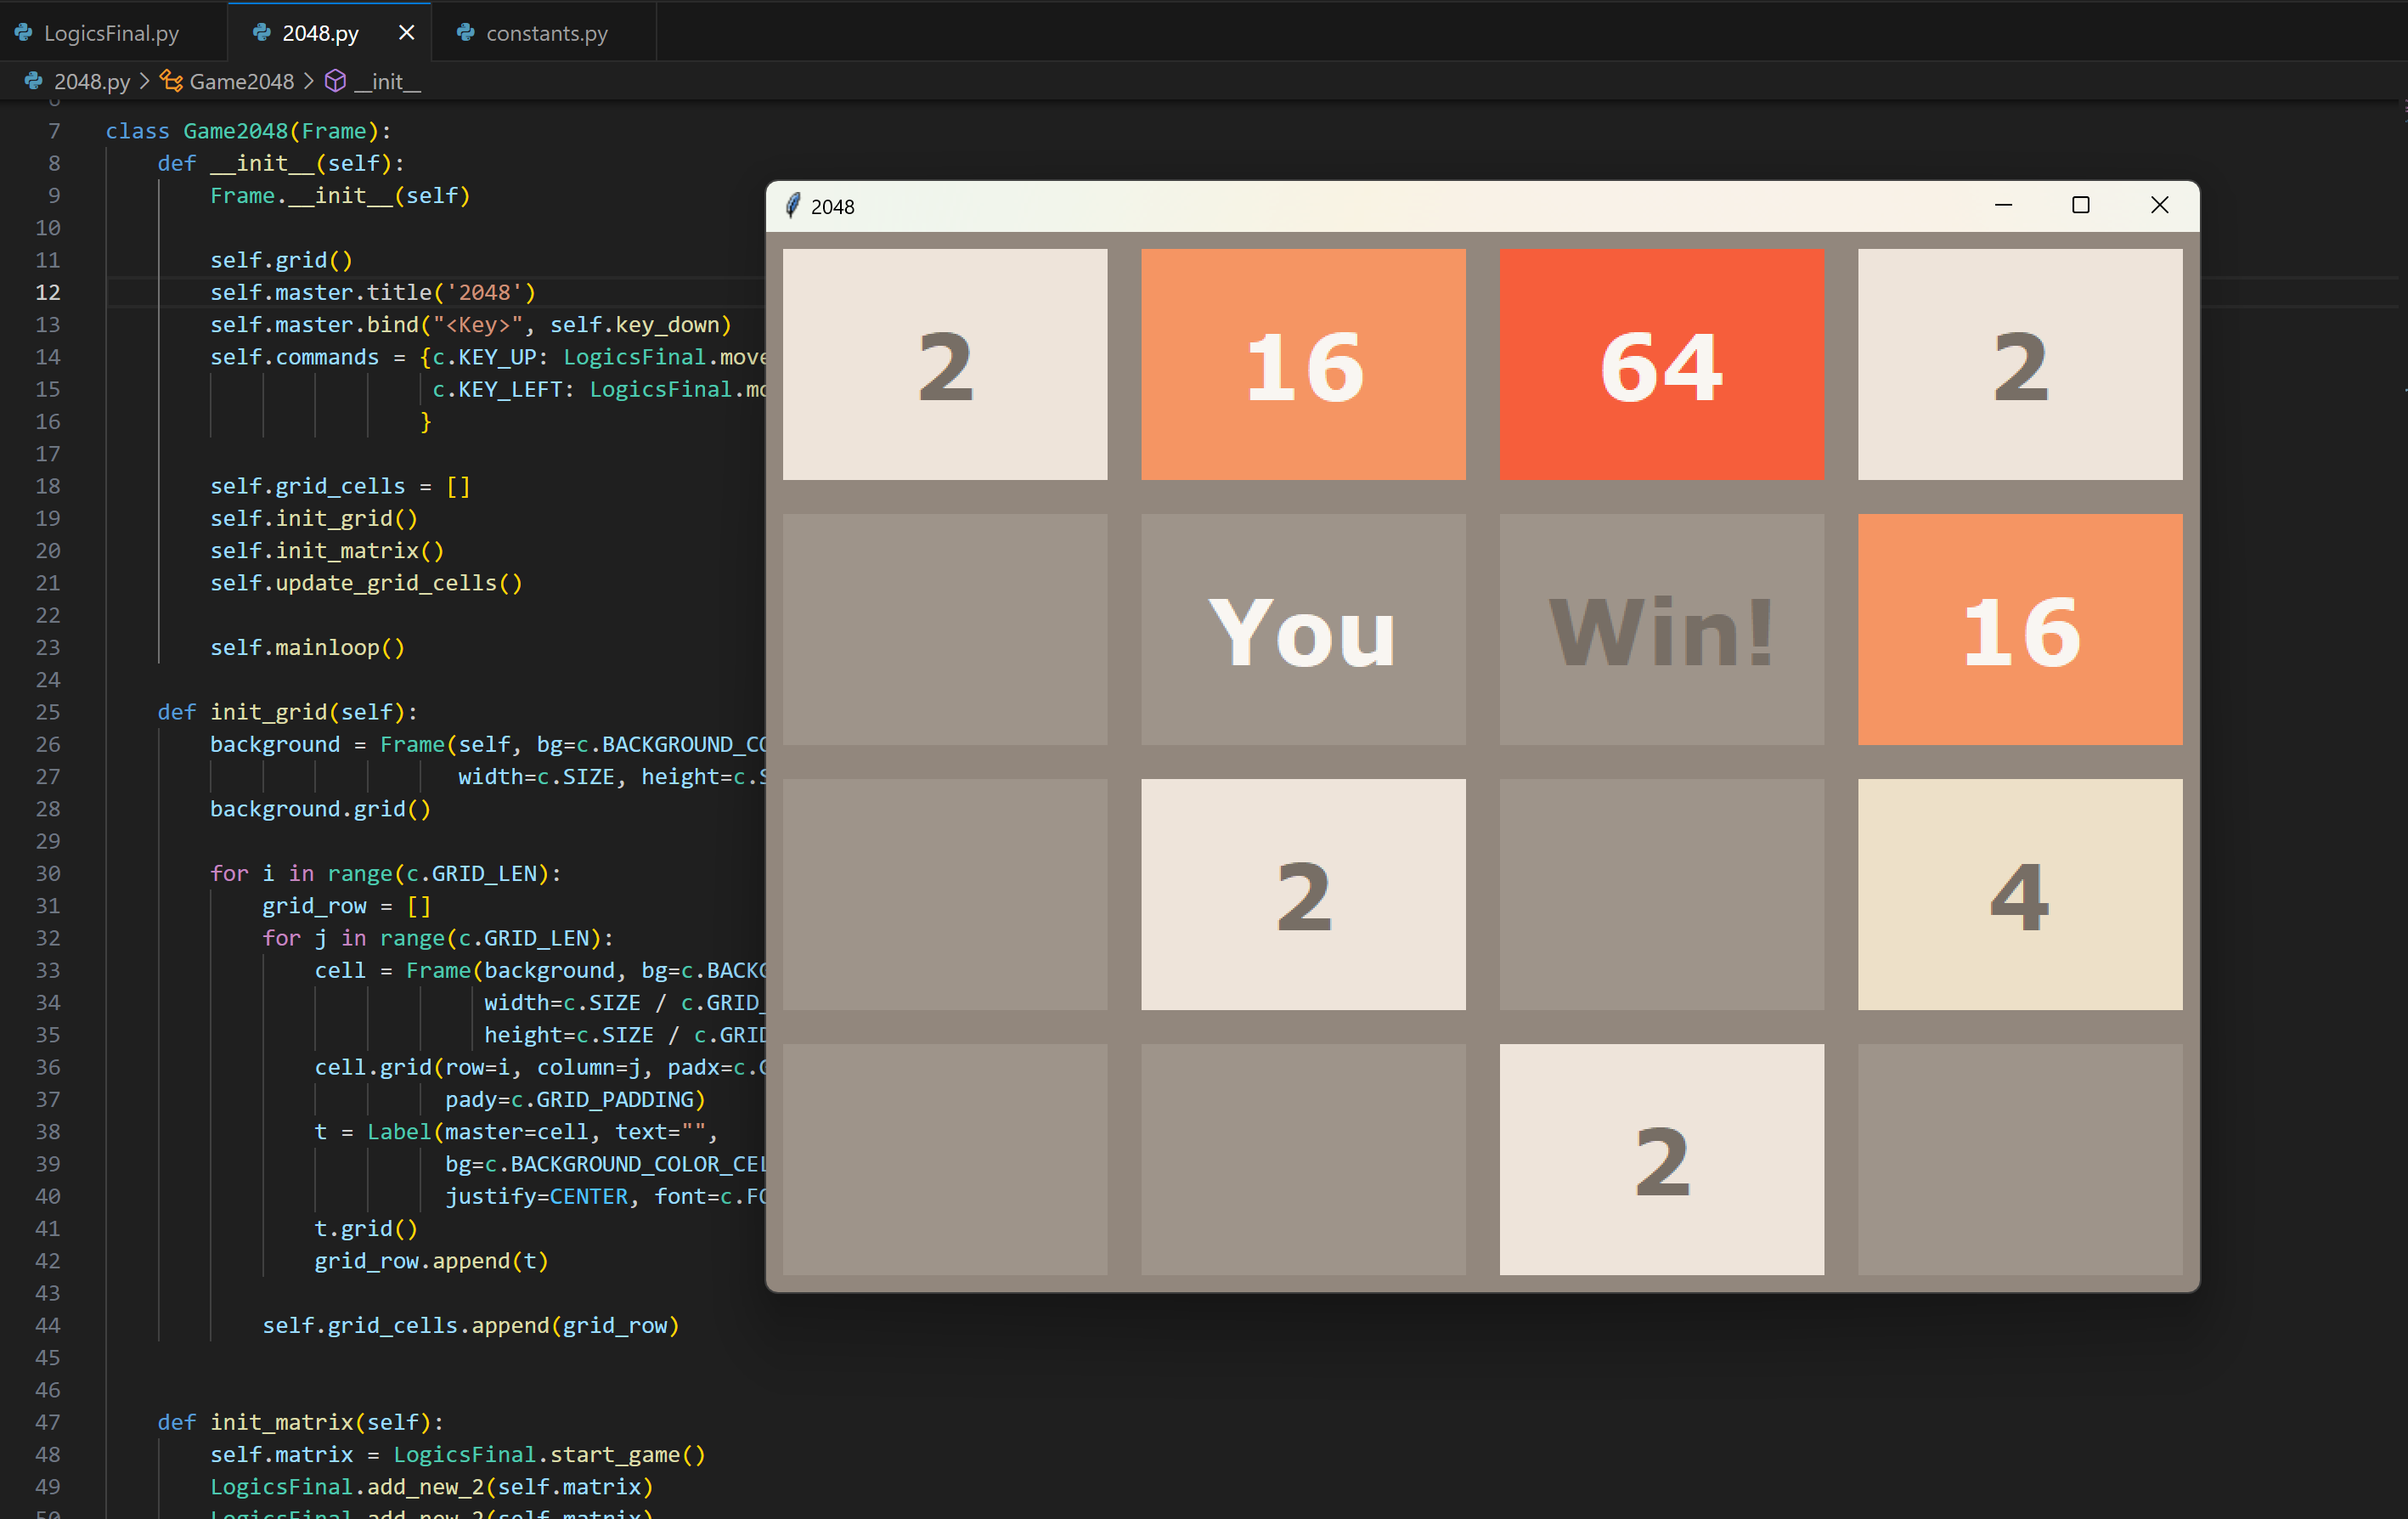 LogicsFinal.py 2048.py constants.py
2048.py > Game2048 > __init__
7 class Game2048(Frame):
8 def __init__(self):
9 Frame.__init__(self)
10
11 self.grid()
12 self.master.title('2048')
13 self.master.bind("<Key>", self.key_down)
14 self.commands = {c.KEY_UP: LogicsFinal.move
15 c.KEY_LEFT: LogicsFinal.mo
16 }
17
18 self.grid_cells = []
19 self.init_grid()
20 self.init_matrix()
21 self.update_grid_cells()
22
23 self.mainloop()
24
25 def init_grid(self):
26 background = Frame(self, bg=c.BACKGROUND_CO
27 width=c.SIZE, height=c.S
28 background.grid()
29
30 for i in range(c.GRID_LEN):
31 grid_row = []
32 for j in range(c.GRID_LEN):
33 cell = Frame(background, bg=c.BACKG
34 width=c.SIZE / c.GRID_
35 height=c.SIZE / c.GRID
36 cell.grid(row=i, column=j, padx=c.G
37 pady=c.GRID_PADDING)
38 t = Label(master=cell, text="",
39 bg=c.BACKGROUND_COLOR_CEL
40 justify=CENTER, font=c.FO
41 t.grid()
42 grid_row.append(t)
43
44 self.grid_cells.append(grid_row)
45
46
47 def init_matrix(self):
48 self.matrix = LogicsFinal.start_game()
49 LogicsFinal.add_new_2(self.matrix)
50 LogicsFinal.add_new_2(self.matrix)
2048
2 16 64 2
You Win! 16
2 4
2